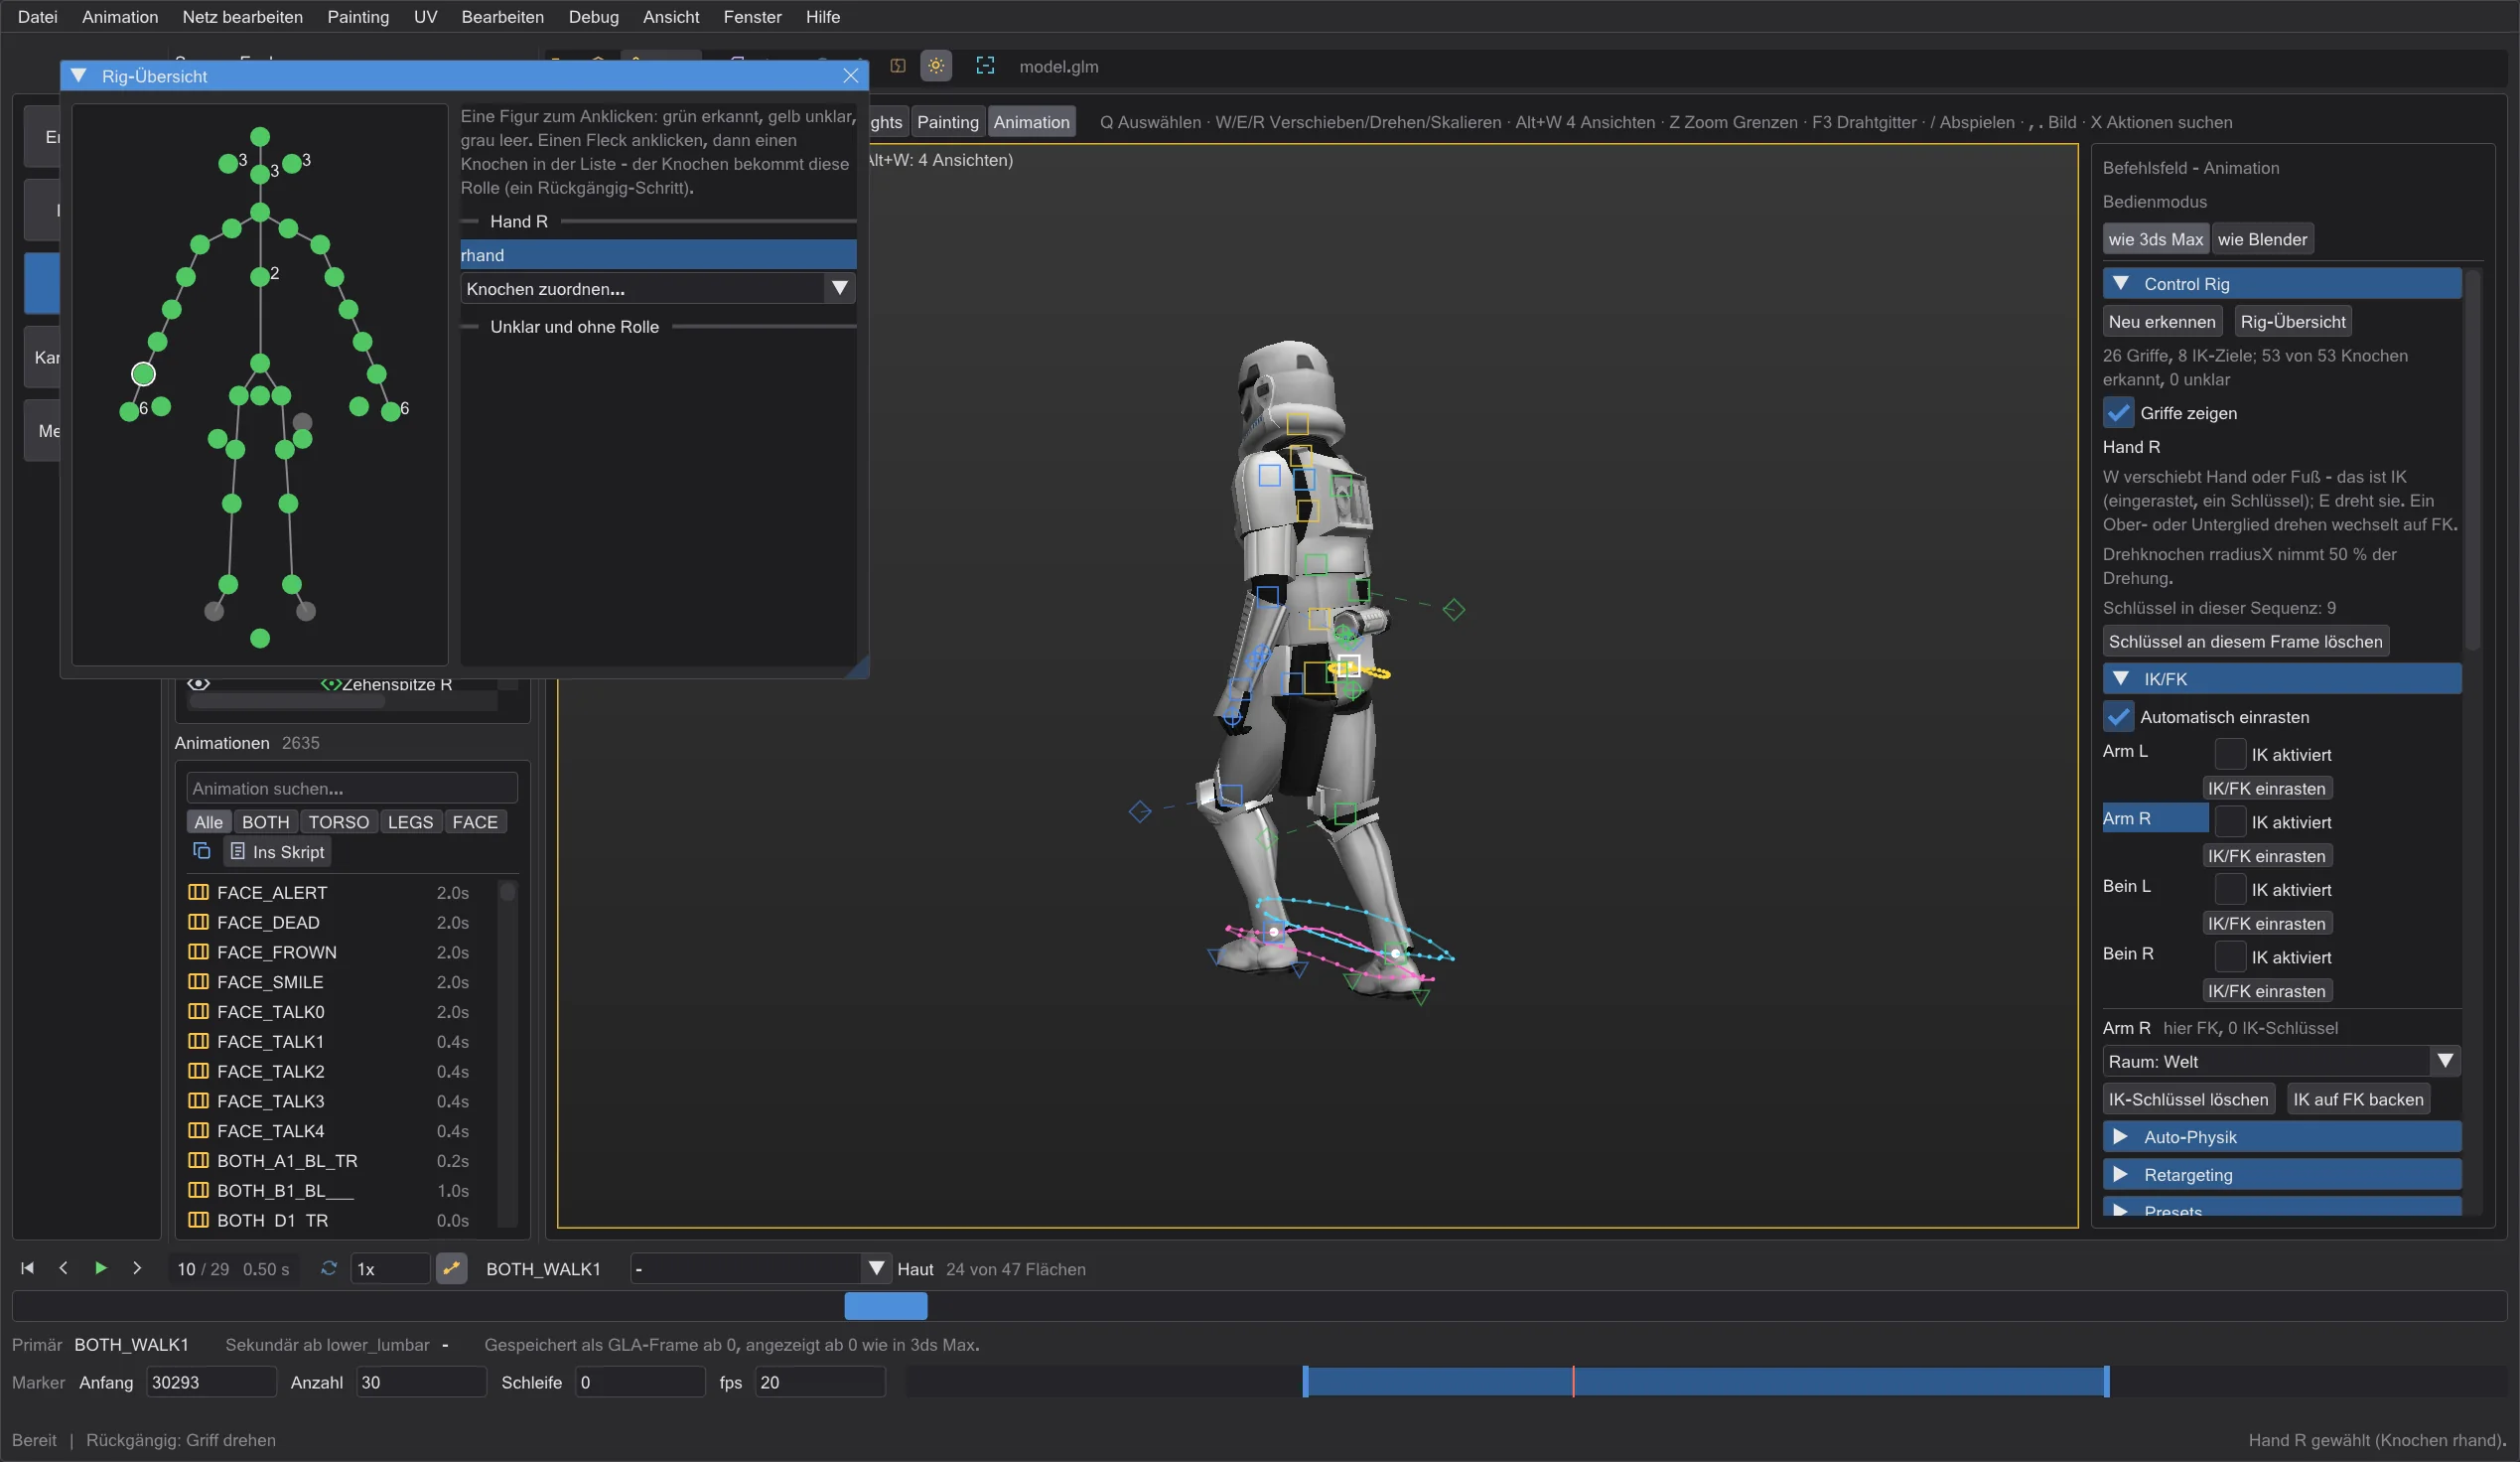 Datei Animation Netz bearbeiten Painting UV Bearbeiten Debug Ansicht Fenster Hilfe
model.glm
Rig-Übersicht
Eine Figur zum Anklicken: grün erkannt, gelb unklar,
grau leer. Einen Fleck anklicken, dann einen
Knochen in der Liste - der Knochen bekommt diese
Rolle (ein Rückgängig-Schritt).
Hand R
rhand
Knochen zuordnen...
Unklar und ohne Rolle
3
3
3
2
6
6
Kar
Me
ghts Painting Animation Q Auswählen · W/E/R Verschieben/Drehen/Skalieren · Alt+W 4 Ansichten · Z Zoom Grenzen · F3 Drahtgitter · / Abspielen · , . Bild · X Aktionen suchen
Alt+W: 4 Ansichten)
Zehenspitze R
Animationen 2635
Animation suchen...
Alle BOTH TORSO LEGS FACE
Ins Skript
FACE_ALERT 2.0s
FACE_DEAD 2.0s
FACE_FROWN 2.0s
FACE_SMILE 2.0s
FACE_TALK0 2.0s
FACE_TALK1 0.4s
FACE_TALK2 0.4s
FACE_TALK3 0.4s
FACE_TALK4 0.4s
BOTH_A1_BL_TR 0.2s
BOTH_B1_BL___ 1.0s
BOTH_D1_TR 0.0s
Befehlsfeld - Animation
Bedienmodus
wie 3ds Max wie Blender
Control Rig
Neu erkennen Rig-Übersicht
26 Griffe, 8 IK-Ziele; 53 von 53 Knochen
erkannt, 0 unklar
Griffe zeigen
Hand R
W verschiebt Hand oder Fuß - das ist IK
(eingerastet, ein Schlüssel); E dreht sie. Ein
Ober- oder Unterglied drehen wechselt auf FK.
Drehknochen rradiusX nimmt 50 % der
Drehung.
Schlüssel in dieser Sequenz: 9
Schlüssel an diesem Frame löschen
IK/FK
Automatisch einrasten
Arm L IK aktiviert
IK/FK einrasten
Arm R IK aktiviert
IK/FK einrasten
Bein L IK aktiviert
IK/FK einrasten
Bein R IK aktiviert
IK/FK einrasten
Arm R hier FK, 0 IK-Schlüssel
Raum: Welt
IK-Schlüssel löschen IK auf FK backen
Auto-Physik
Retargeting
Presets
10 / 29 0.50 s 1x BOTH_WALK1 - Haut 24 von 47 Flächen
Primär BOTH_WALK1 Sekundär ab lower_lumbar - Gespeichert als GLA-Frame ab 0, angezeigt ab 0 wie in 3ds Max.
Marker Anfang 30293 Anzahl 30 Schleife 0 fps 20
Bereit | Rückgängig: Griff drehen
Hand R gewählt (Knochen rhand).